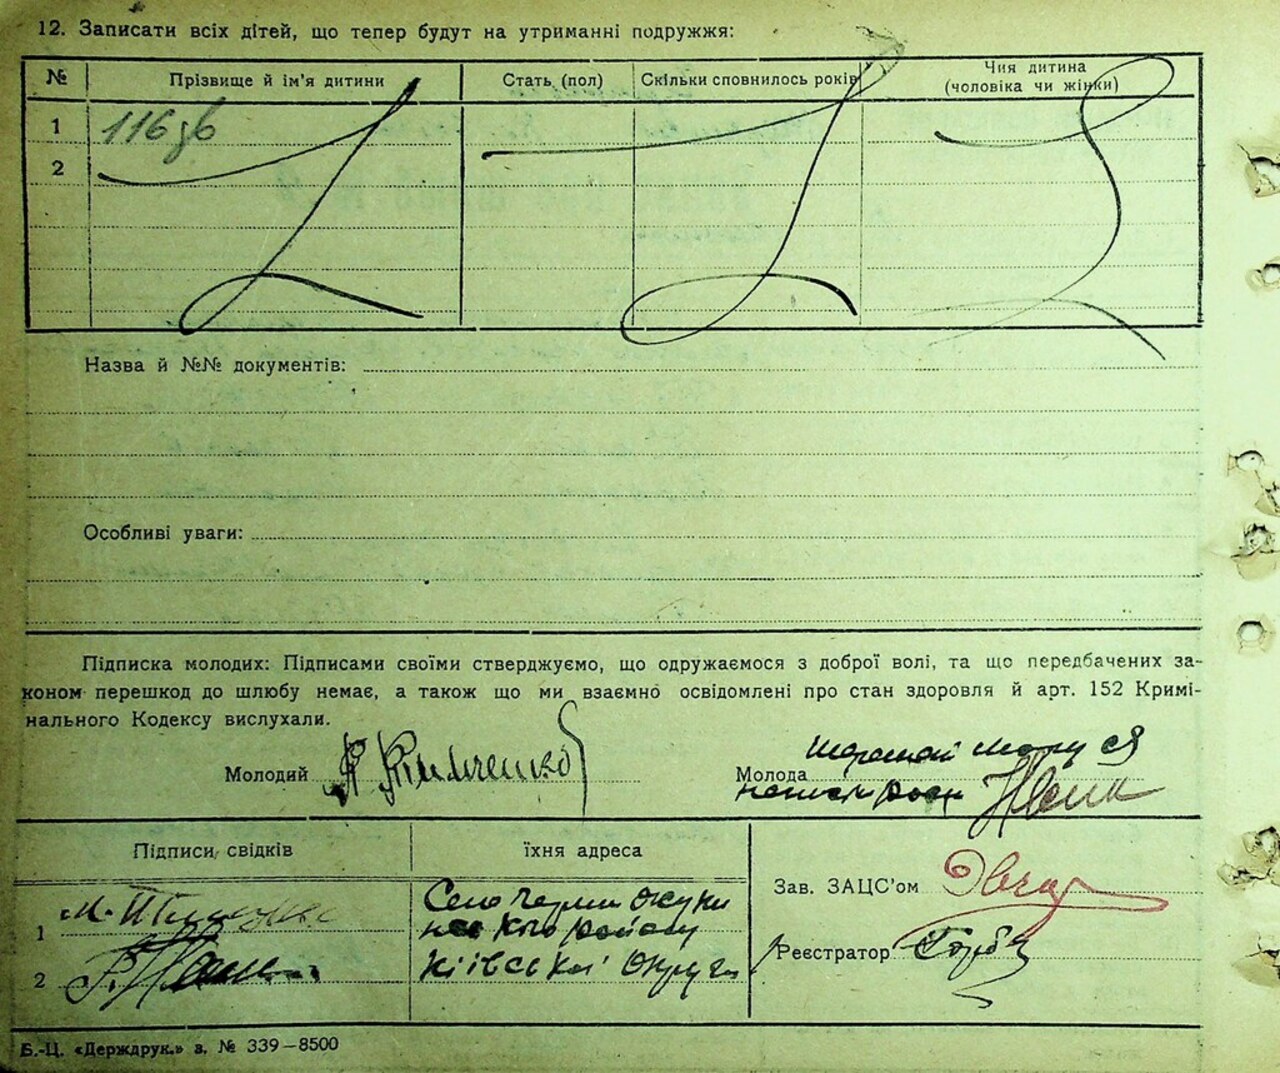 12. Записати всіх дітей, що тепер будут на утриманні подружжя:
№ Прізвище й ім'я дитини Стать (пол) Скільки сповнилось років Чия дитина
(чоловіка чи жінки)
1 116 зв
2
Назва й №№ документів:
Особливі уваги:
Підписка молодих: Підписами своїми стверджуємо, що одружаємося з доброї волі, та що передбачених за-
коном перешкод до шлюбу немає, а також що ми взаємно освідомлені про стан здоровля й арт. 152 Кримі-
нального Кодексу вислухали.
Молодий
Молода
Підписи свідків їхня адреса
Зав. ЗАЦС'ом
1 Село
району
Реєстратор
2 Київської Округи
Б.-Ц. «Держдрук.» з. № 339—8500